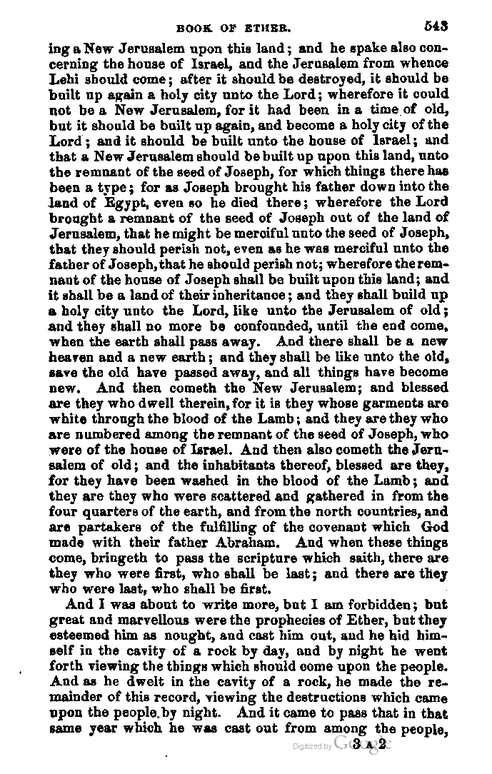 BOOK OF ETHER. 543
ing a New Jerusalem upon this land; and he spake also con-
cerning the house of Israel, and the Jerusalem from whence
Lehi should come; after it should be destroyed, it should be
built up again a holy city unto the Lord; wherefore it could
not be a New Jerusalem, for it had been in a time of old,
but it should be built up again, and become a holy city of the
Lord; and it should be built unto the house of Israel; and
that a New Jerusalem should be built up upon this land, unto
the remnant of the seed of Joseph, for which things there has
been a type; for as Joseph brought his father down into the
land of Egypt, even so he died there; wherefore the Lord
brought a remnant of the seed of Joseph out of the land of
Jerusalem, that he might be merciful unto the seed of Joseph,
that they should perish not, even as he was merciful unto the
father of Joseph, that he should perish not; wherefore the rem-
nant of the house of Joseph shall be built upon this land; and
it shall be a land of their inheritance; and they shall build up
a holy city unto the Lord, like unto the Jerusalem of old;
and they shall no more be confounded, until the end come,
when the earth shall pass away. And there shall be a new
heaven and a new earth; and they shall be like unto the old,
save the old have passed away, and all things have become
new. And then cometh the New Jerusalem; and blessed
are they who dwell therein, for it is they whose garments are
white through the blood of the Lamb; and they are they who
are numbered among the remnant of the seed of Joseph, who
were of the house of Israel. And then also cometh the Jeru-
salem of old; and the inhabitants thereof, blessed are they,
for they have been washed in the blood of the Lamb; and
they are they who were scattered and gathered in from the
four quarters of the earth, and from the north countries, and
are partakers of the fulfilling of the covenant which God
made with their father Abraham. And when these things
come, bringeth to pass the scripture which saith, there are
they who were first, who shall be last; and there are they
who were last, who shall be first.
And I was about to write more, but I am forbidden; but
great and marvellous were the prophecies of Ether, but they
esteemed him as nought, and cast him out, and he hid him-
self in the cavity of a rock by day, and by night he went
forth viewing the things which should come upon the people.
And as he dwelt in the cavity of a rock, he made the re-
mainder of this record, viewing the destructions which came
upon the people, by night. And it came to pass that in that
same year which he was cast out from among the people,
Digitized by Google 3 A 2